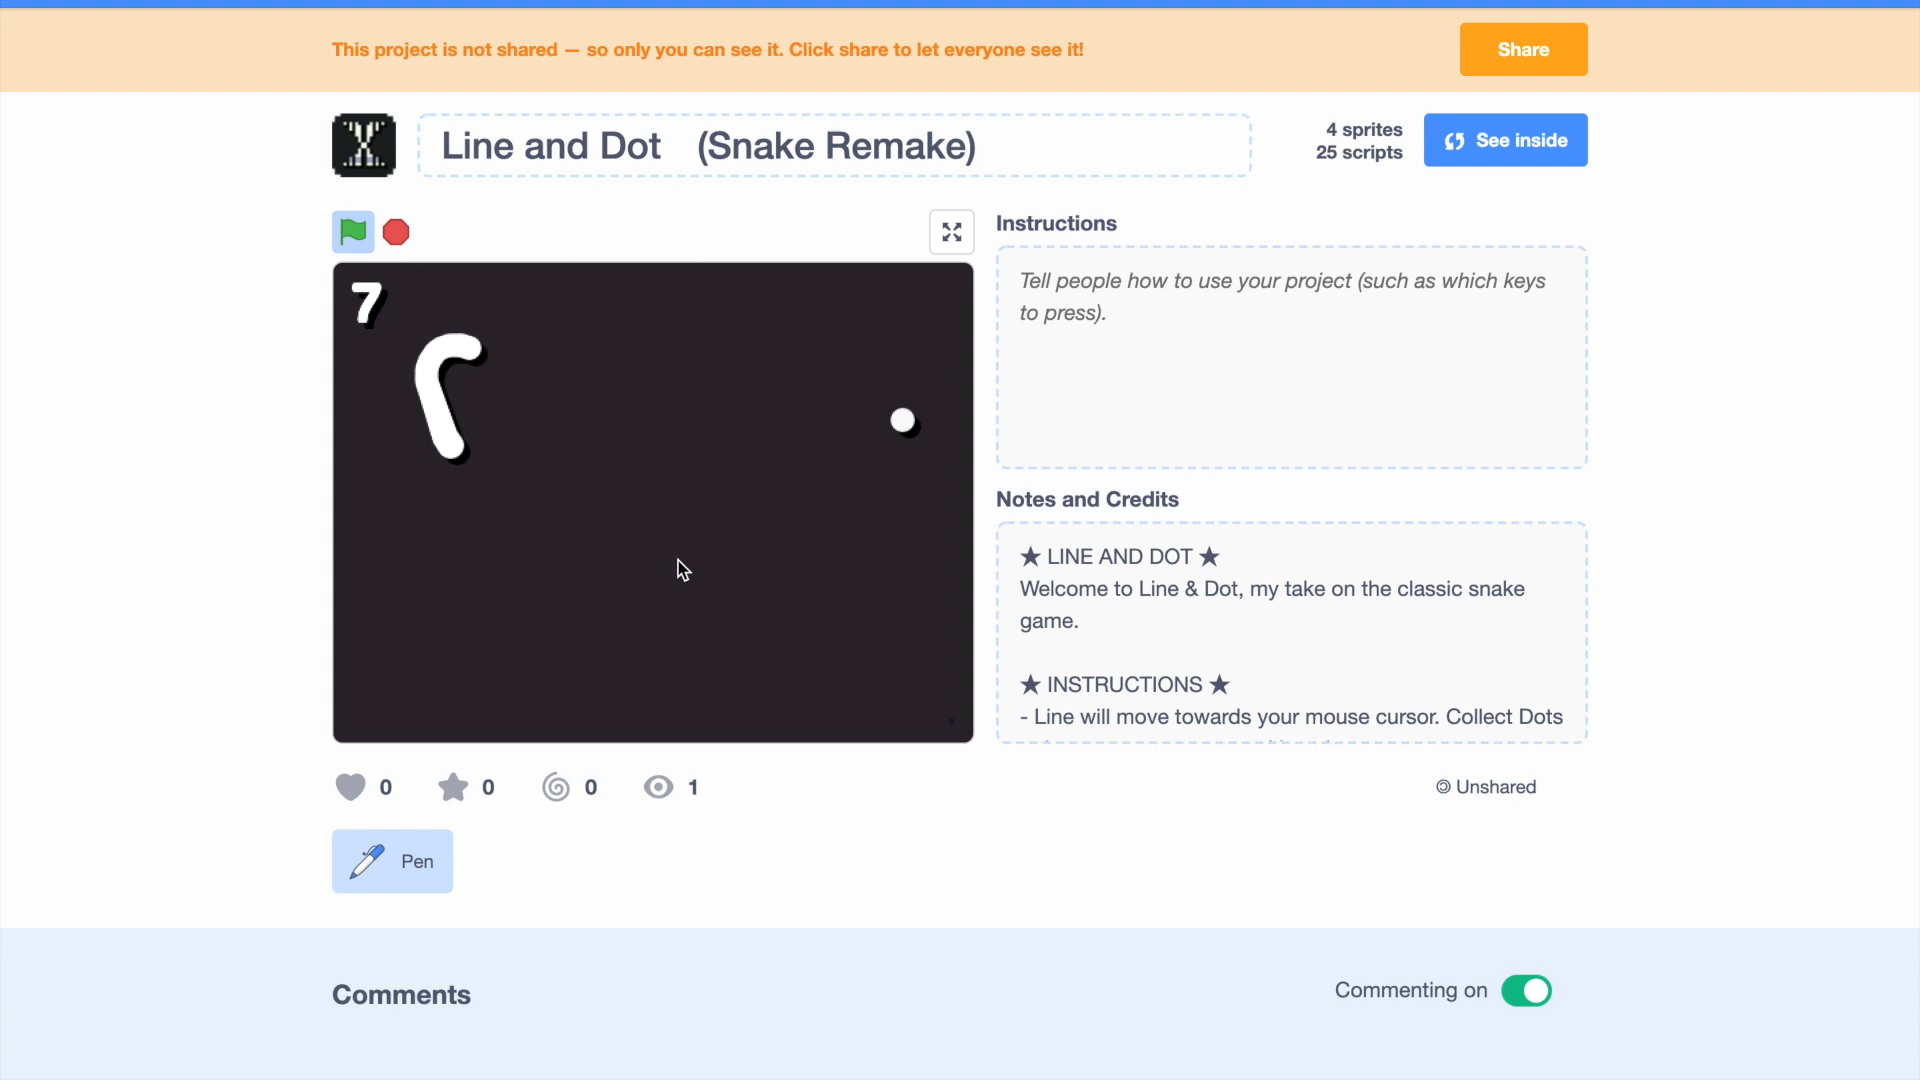 This project is not shared — so only you can see it. Click share to let everyone see it!
Share
Line and Dot (Snake Remake)
4 sprites
25 scripts
See inside
7
Instructions
Tell people how to use your project (such as which keys
to press).
Notes and Credits
★ LINE AND DOT ★
Welcome to Line & Dot, my take on the classic snake
game.
★ INSTRUCTIONS ★
- Line will move towards your mouse cursor. Collect Dots
0
0
0
1
Unshared
Pen
Comments
Commenting on